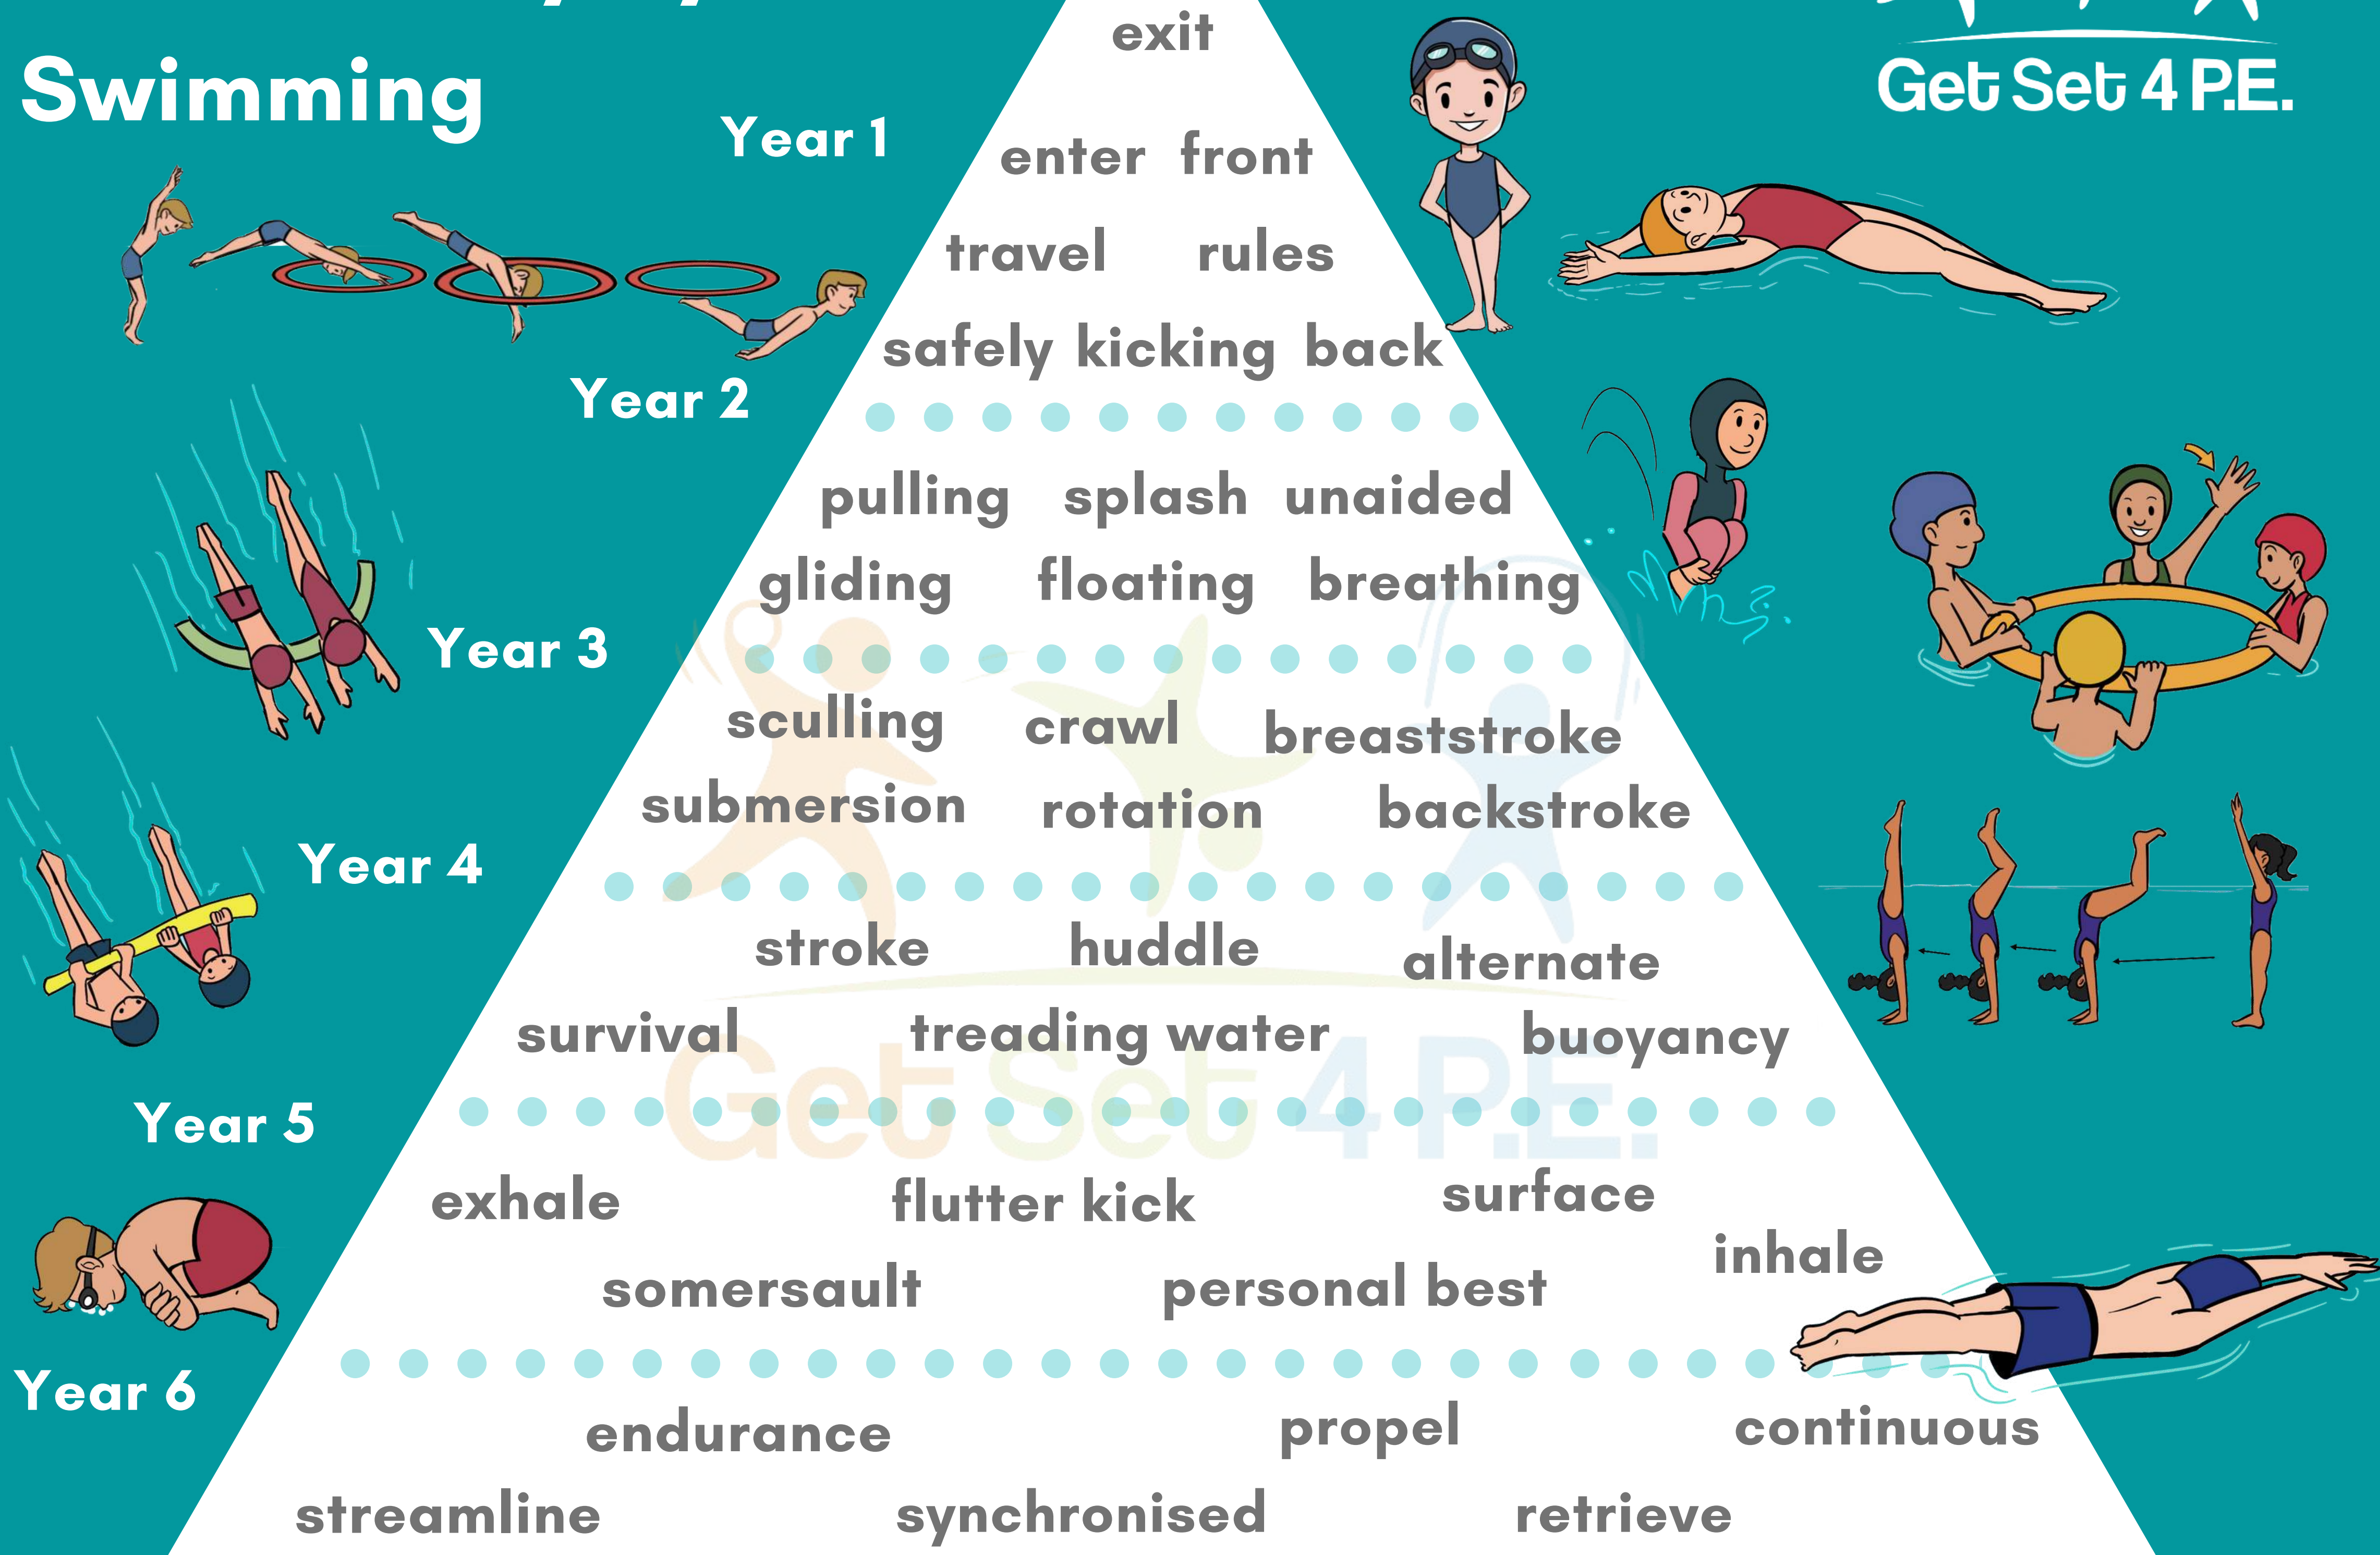 Swimming
Get Set 4 P.E.
exit
Year 1
enter front
travel rules
safely kicking back
Year 2
pulling splash unaided
gliding floating breathing
Year 3
sculling crawl breaststroke
submersion rotation backstroke
Year 4
stroke huddle alternate
survival treading water buoyancy
Get Set 4 P.E.
Year 5
exhale flutter kick surface
inhale
somersault personal best
Year 6
endurance propel continuous
streamline synchronised retrieve